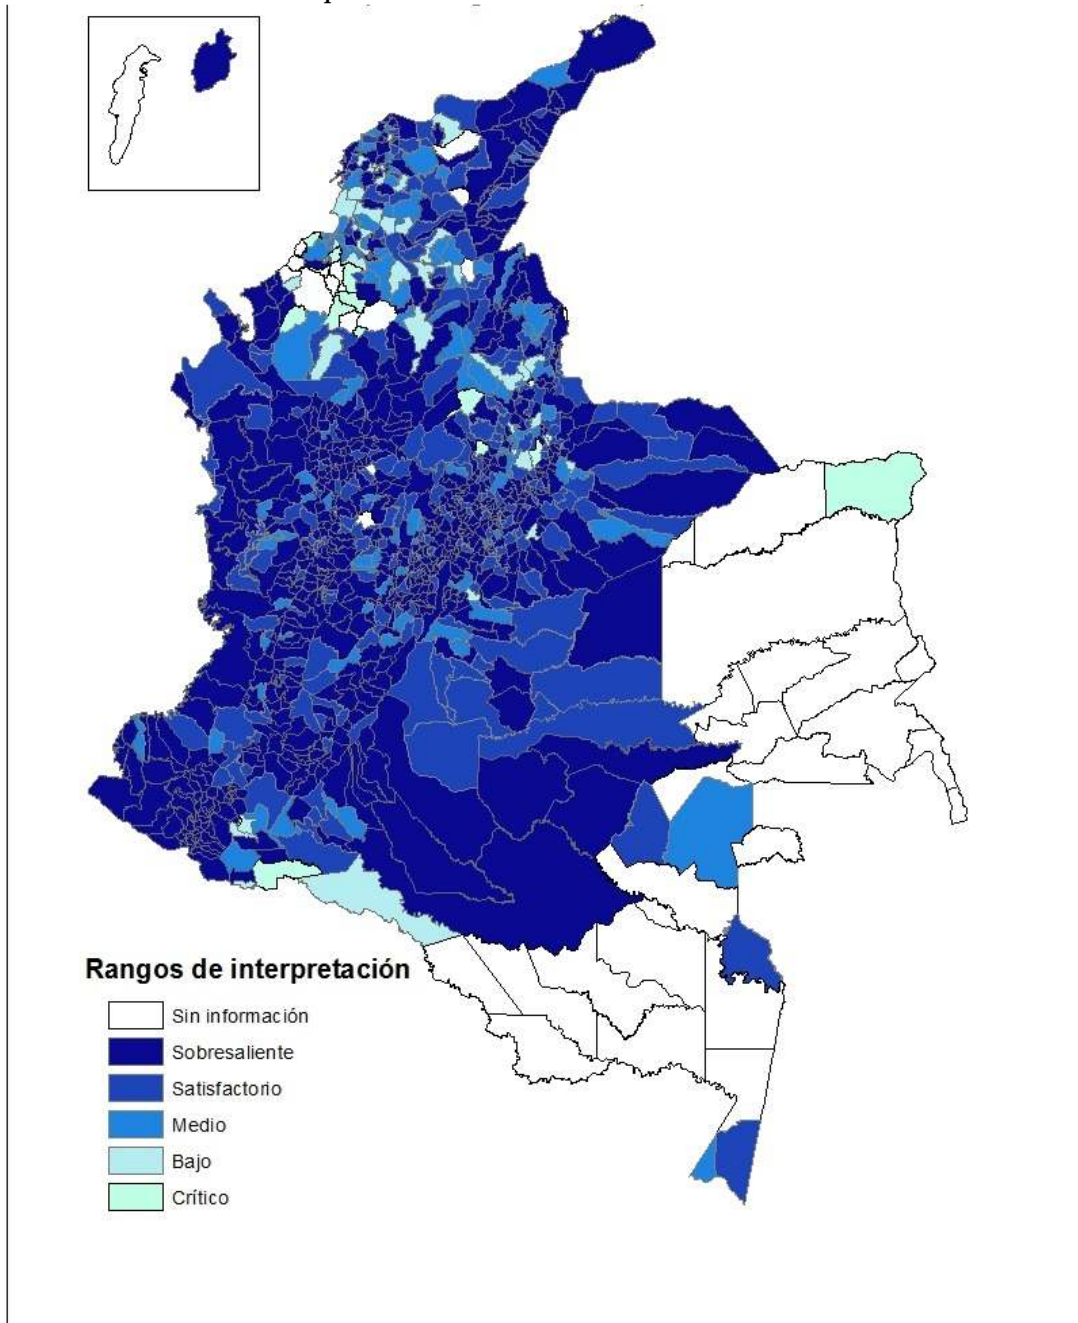 Rangos de interpretación
Sin información
Sobresaliente
Satisfactorio
Medio
Bajo
Crítico